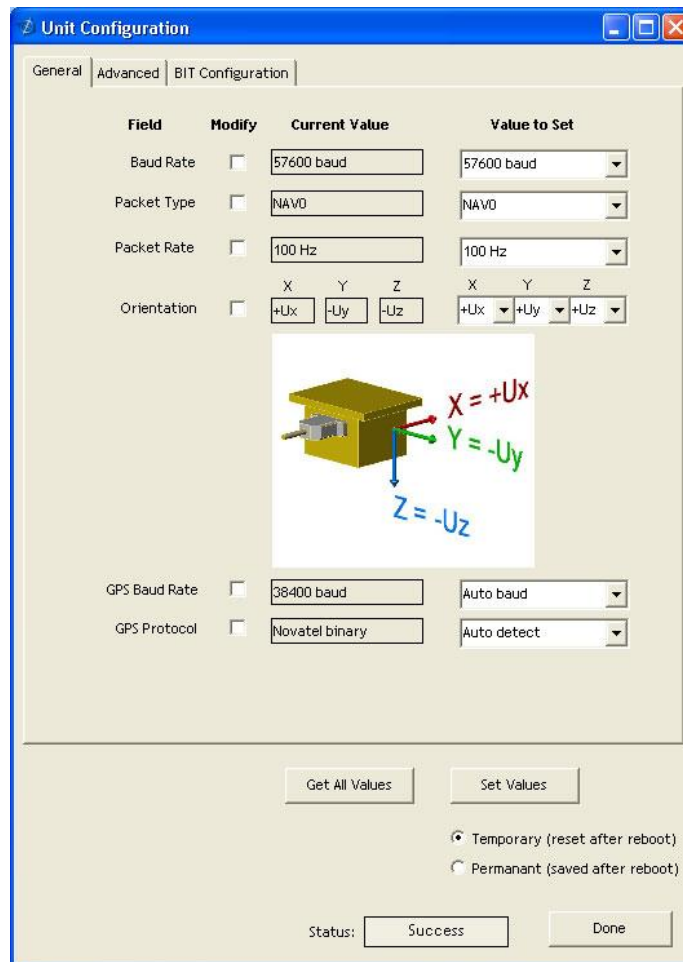 Unit Configuration
General Advanced BIT Configuration
Field Modify Current Value Value to Set
Baud Rate 57600 baud 57600 baud
Packet Type NAV0 NAV0
Packet Rate 100 Hz 100 Hz
X Y Z X Y Z
Orientation +Ux -Uy -Uz +Ux +Uy +Uz
X = +Ux
Y = -Uy
Z = -Uz
GPS Baud Rate 38400 baud Auto baud
GPS Protocol Novatel binary Auto detect
Get All Values Set Values
Temporary (reset after reboot)
Permanant (saved after reboot)
Status: Success Done